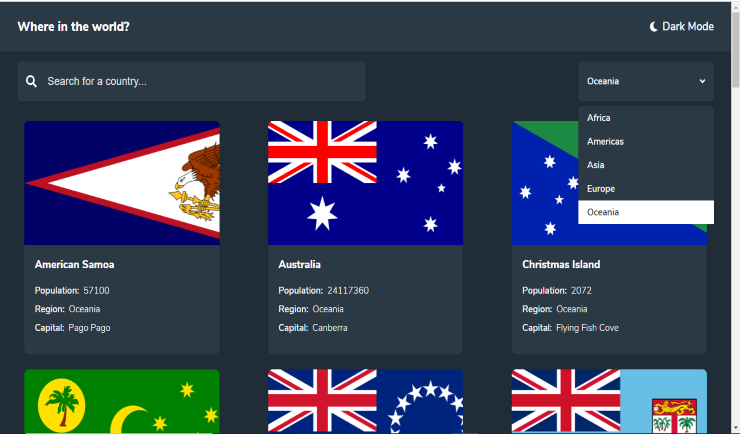 Where in the world?
Dark Mode
Search for a country...
Oceania
Africa
Americas
Asia
Europe
Oceania
American Samoa
Population: 57100
Region: Oceania
Capital: Pago Pago
Australia
Population: 24117360
Region: Oceania
Capital: Canberra
Christmas Island
Population: 2072
Region: Oceania
Capital: Flying Fish Cove